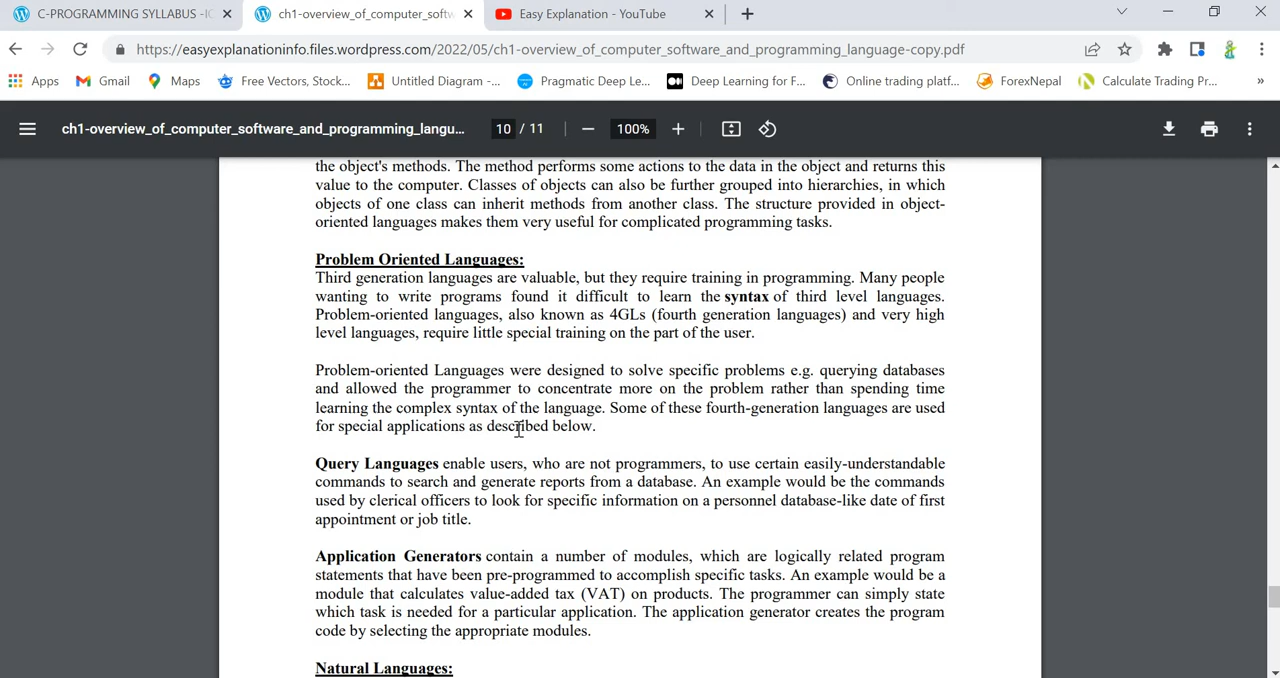 C-PROGRAMMING SYLLABUS -IC
ch1-overview_of_computer_softw
Easy Explanation - YouTube
https://easyexplanationinfo.files.wordpress.com/2022/05/ch1-overview_of_computer_software_and_programming_language-copy.pdf
Apps
Gmail
Maps
Free Vectors, Stock...
Untitled Diagram -...
Pragmatic Deep Le...
Deep Learning for F...
Online trading platf...
ForexNepal
Calculate Trading Pr...
»
ch1-overview_of_computer_software_and_programming_langu...
10 / 11
100%
the object's methods. The method performs some actions to the data in the object and returns this
value to the computer. Classes of objects can also be further grouped into hierarchies, in which
objects of one class can inherit methods from another class. The structure provided in object-
oriented languages makes them very useful for complicated programming tasks.
Problem Oriented Languages:
Third generation languages are valuable, but they require training in programming. Many people
wanting to write programs found it difficult to learn the syntax of third level languages.
Problem-oriented languages, also known as 4GLs (fourth generation languages) and very high
level languages, require little special training on the part of the user.
Problem-oriented Languages were designed to solve specific problems e.g. querying databases
and allowed the programmer to concentrate more on the problem rather than spending time
learning the complex syntax of the language. Some of these fourth-generation languages are used
for special applications as described below.
Query Languages enable users, who are not programmers, to use certain easily-understandable
commands to search and generate reports from a database. An example would be the commands
used by clerical officers to look for specific information on a personnel database-like date of first
appointment or job title.
Application Generators contain a number of modules, which are logically related program
statements that have been pre-programmed to accomplish specific tasks. An example would be a
module that calculates value-added tax (VAT) on products. The programmer can simply state
which task is needed for a particular application. The application generator creates the program
code by selecting the appropriate modules.
Natural Languages: